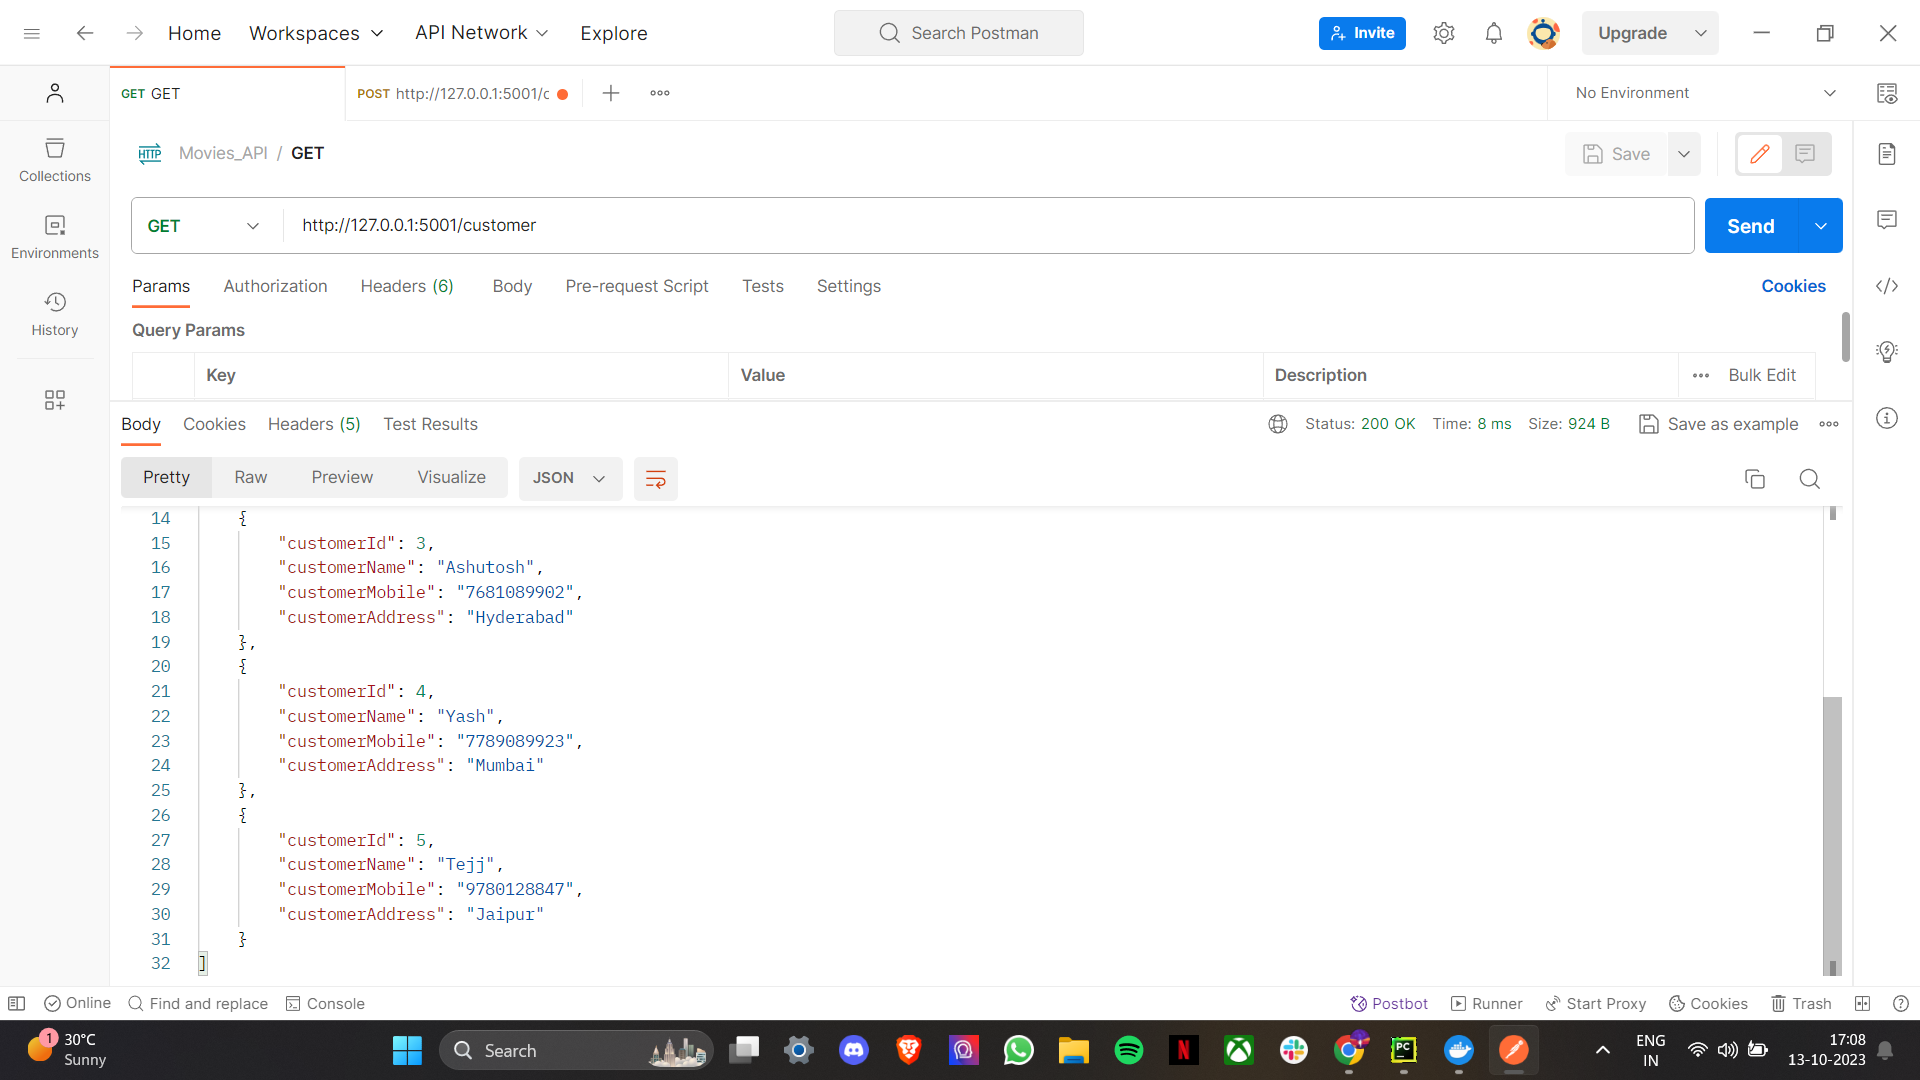 Home Workspaces API Network Explore Search Postman Invite Upgrade
GET GET POST http://127.0.0.1:5001/c No Environment
HTTP Movies_API / GET Save
Collections
GET http://127.0.0.1:5001/customer Send
Environments
Params Authorization Headers (6) Body Pre-request Script Tests Settings Cookies
History
Query Params
Key Value Description Bulk Edit
Body Cookies Headers (5) Test Results Status: 200 OK Time: 8 ms Size: 924 B Save as example
Pretty Raw Preview Visualize JSON
14 {
15 "customerId": 3,
16 "customerName": "Ashutosh",
17 "customerMobile": "7681089902",
18 "customerAddress": "Hyderabad"
19 },
20 {
21 "customerId": 4,
22 "customerName": "Yash",
23 "customerMobile": "7789089923",
24 "customerAddress": "Mumbai"
25 },
26 {
27 "customerId": 5,
28 "customerName": "Tejj",
29 "customerMobile": "9780128847",
30 "customerAddress": "Jaipur"
31 }
32 ]
Online Find and replace Console Postbot Runner Start Proxy Cookies Trash
1 30°C
Sunny
Search
PC
ENG
IN
17:08
13-10-2023